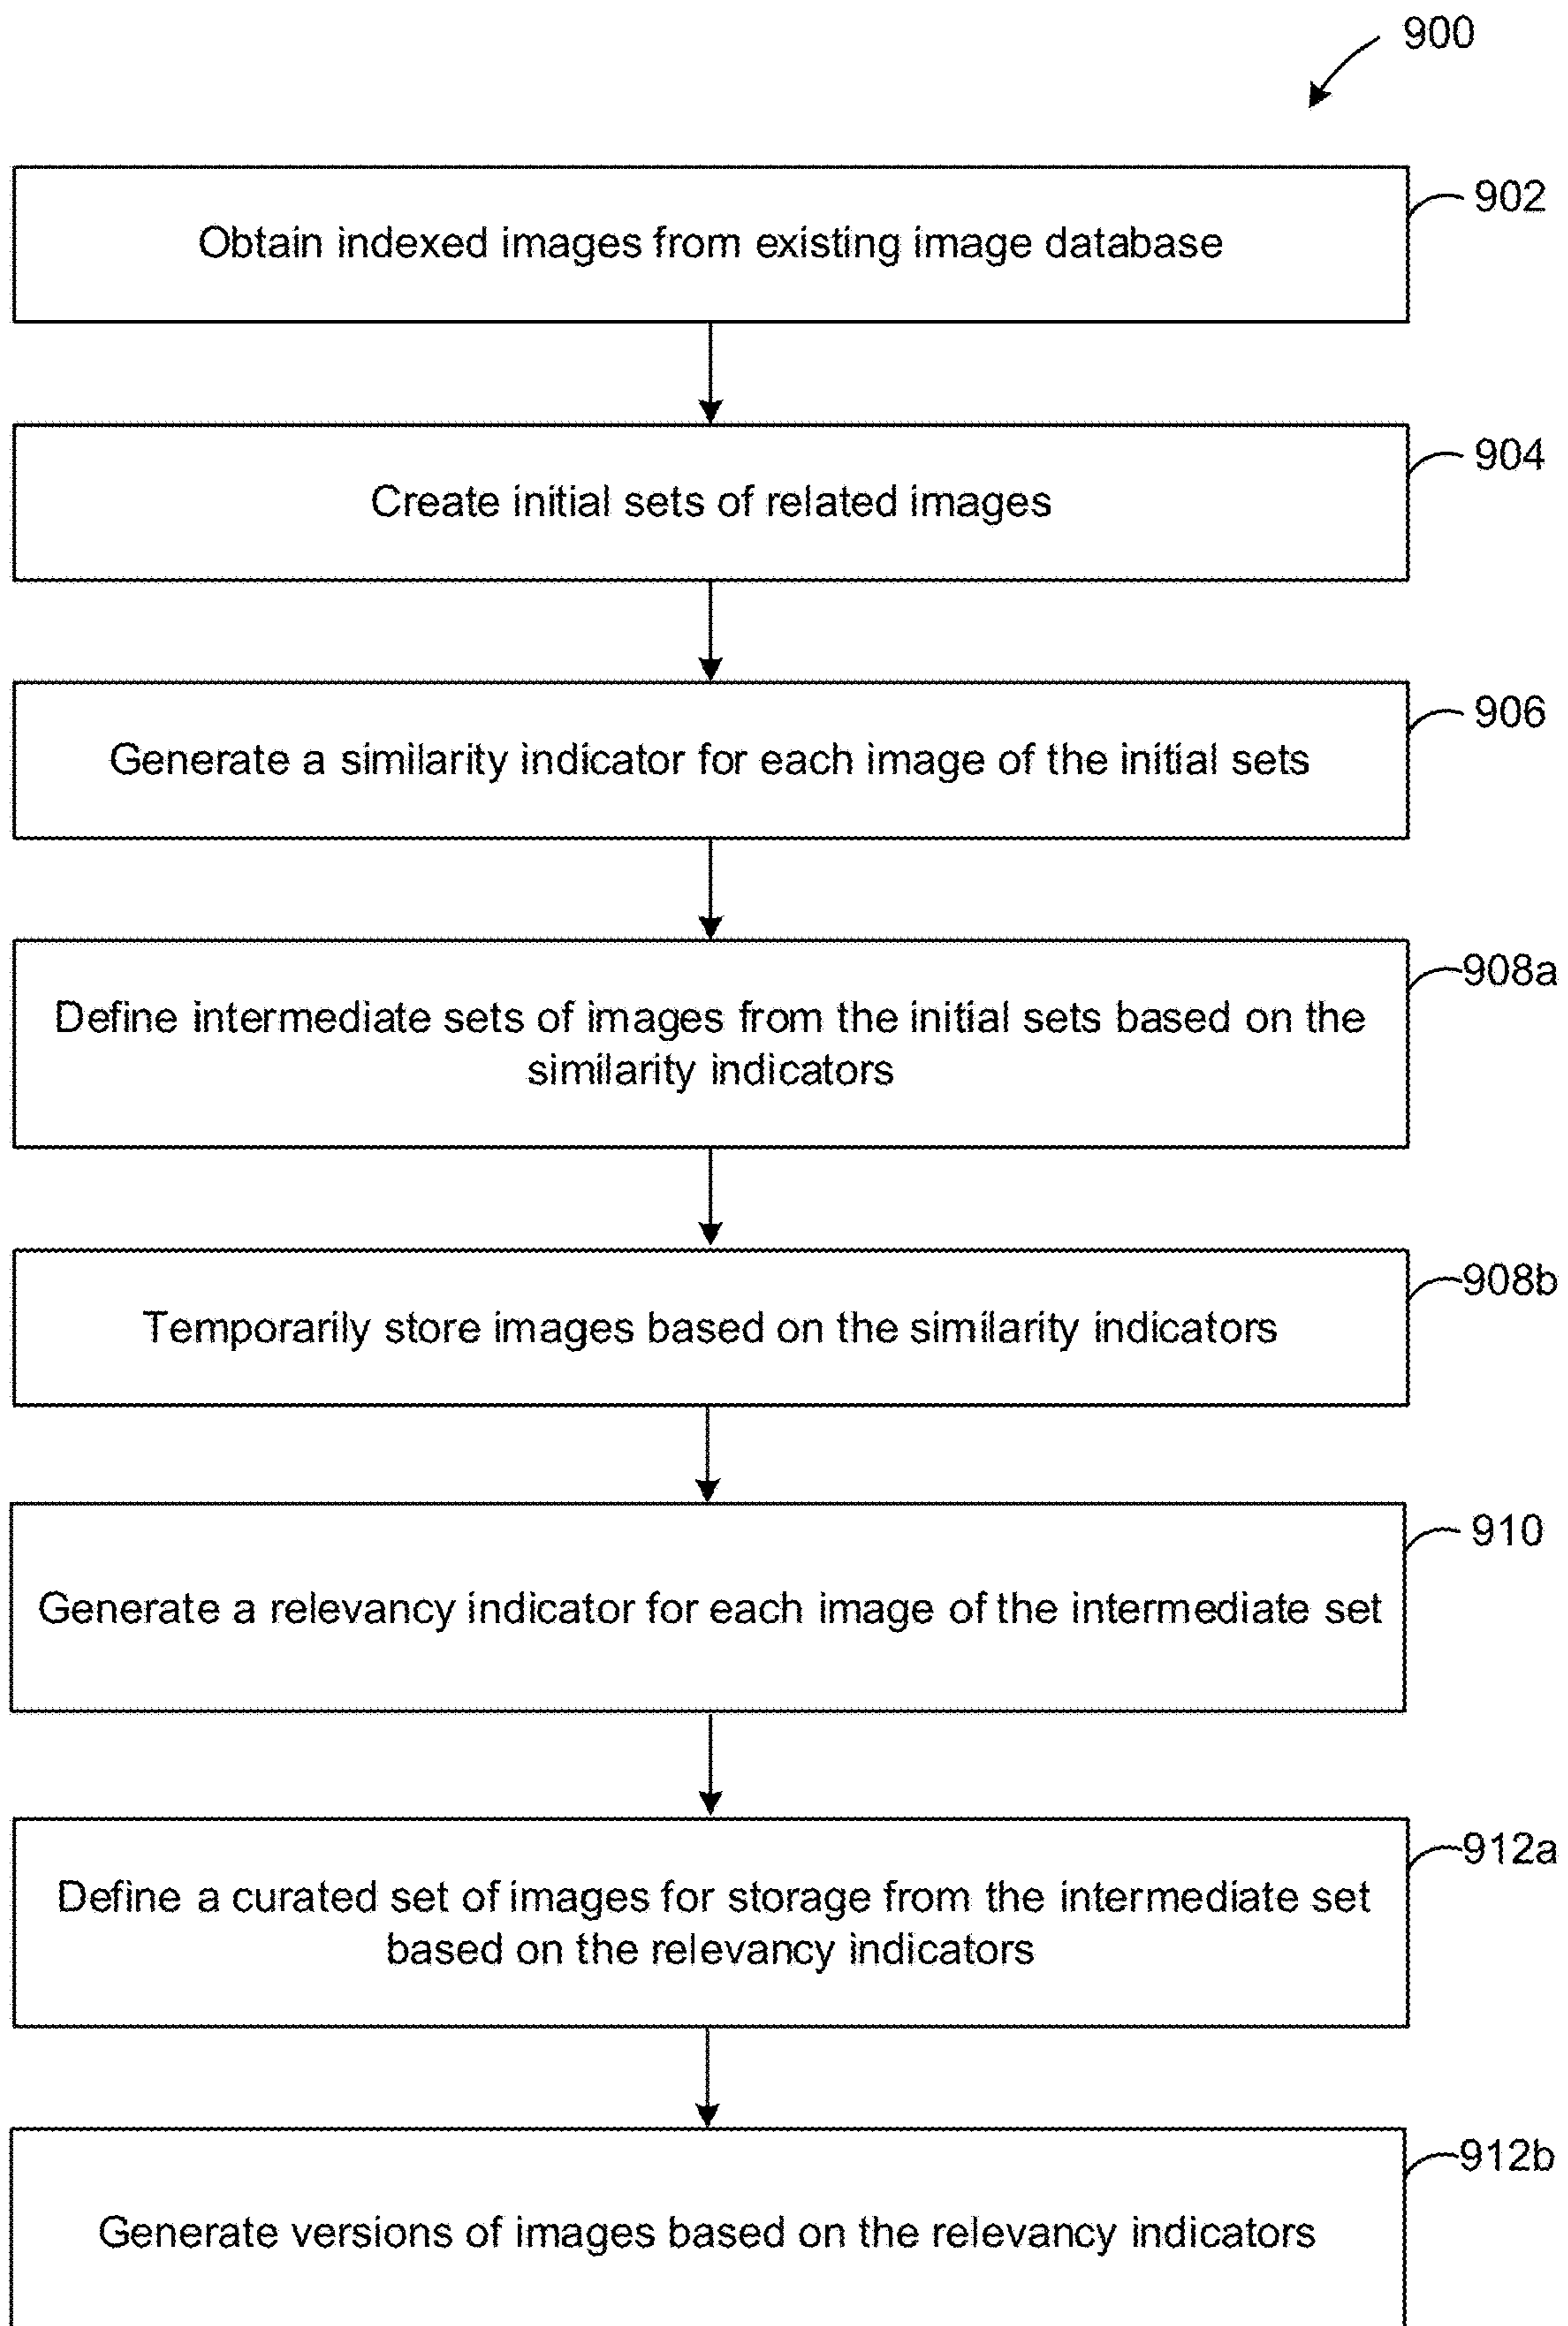 900
902
Obtain indexed images from existing image database
904
Create initial sets of related images
906
Generate a similarity indicator for each image of the initial sets
908a
Define intermediate sets of images from the initial sets based on the
similarity indicators
908b
Temporarily store images based on the similarity indicators
910
Generate a relevancy indicator for each image of the intermediate set
912a
Define a curated set of images for storage from the intermediate set
based on the relevancy indicators
912b
Generate versions of images based on the relevancy indicators